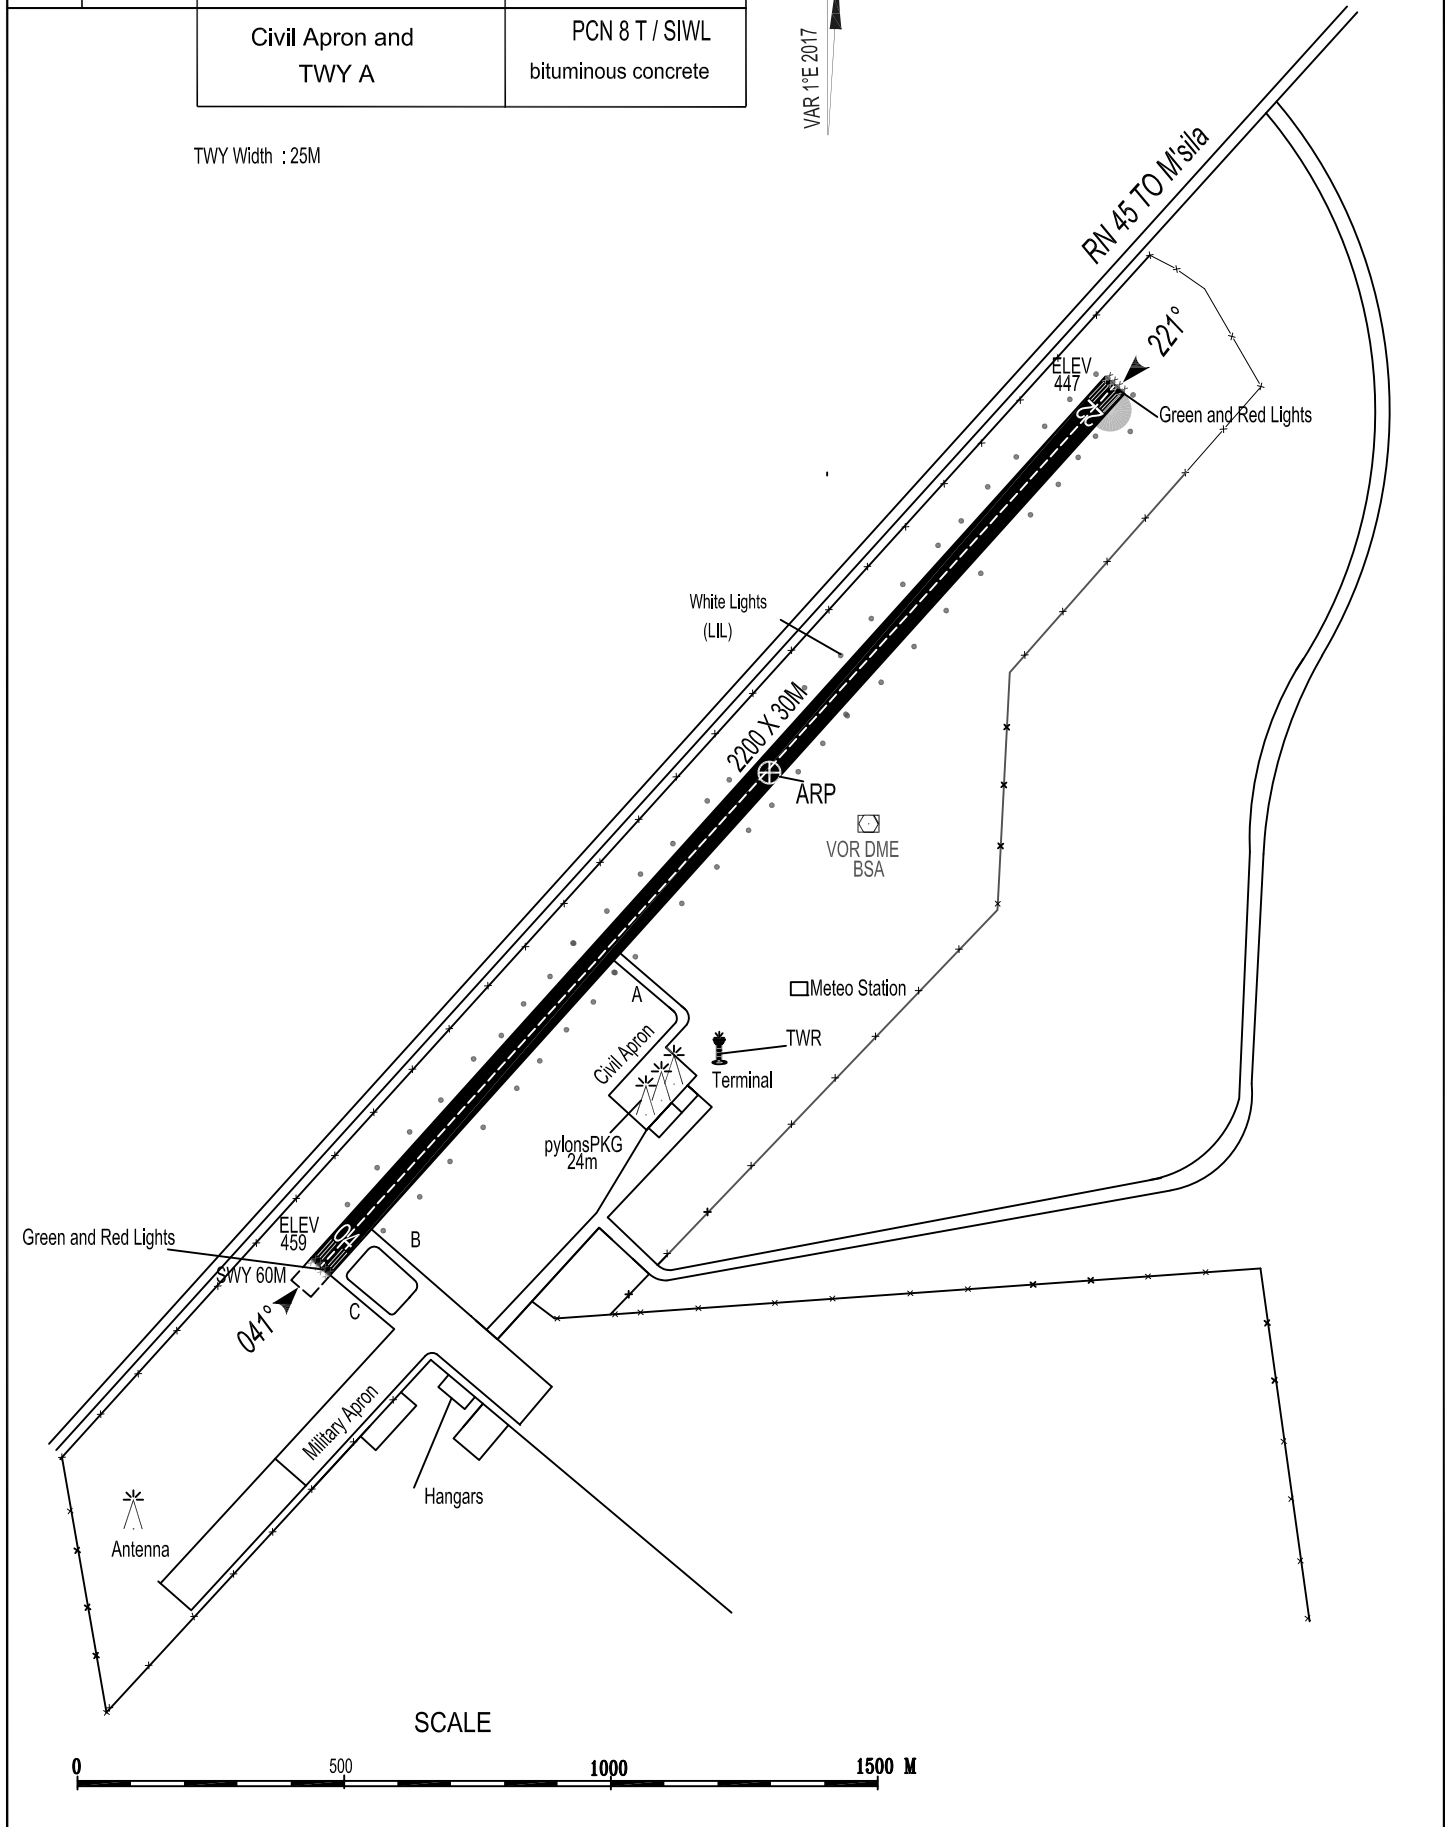 Civil Apron and
TWY A
PCN 8 T / SIWL
bituminous concrete
VAR 1°E 2017
TWY Width : 25M
RN 45 TO M'sila
221°
ELEV
447
22
Green and Red Lights
White Lights
(LIL)
2200 X 30M
ARP
VOR DME
BSA
A
Meteo Station
Civil Apron
TWR
Terminal
pylonsPKG
24m
04
ELEV
459
B
Green and Red Lights
SWY 60M
C
041°
Military Apron
Hangars
Antenna
SCALE
0 500 1000 1500 M